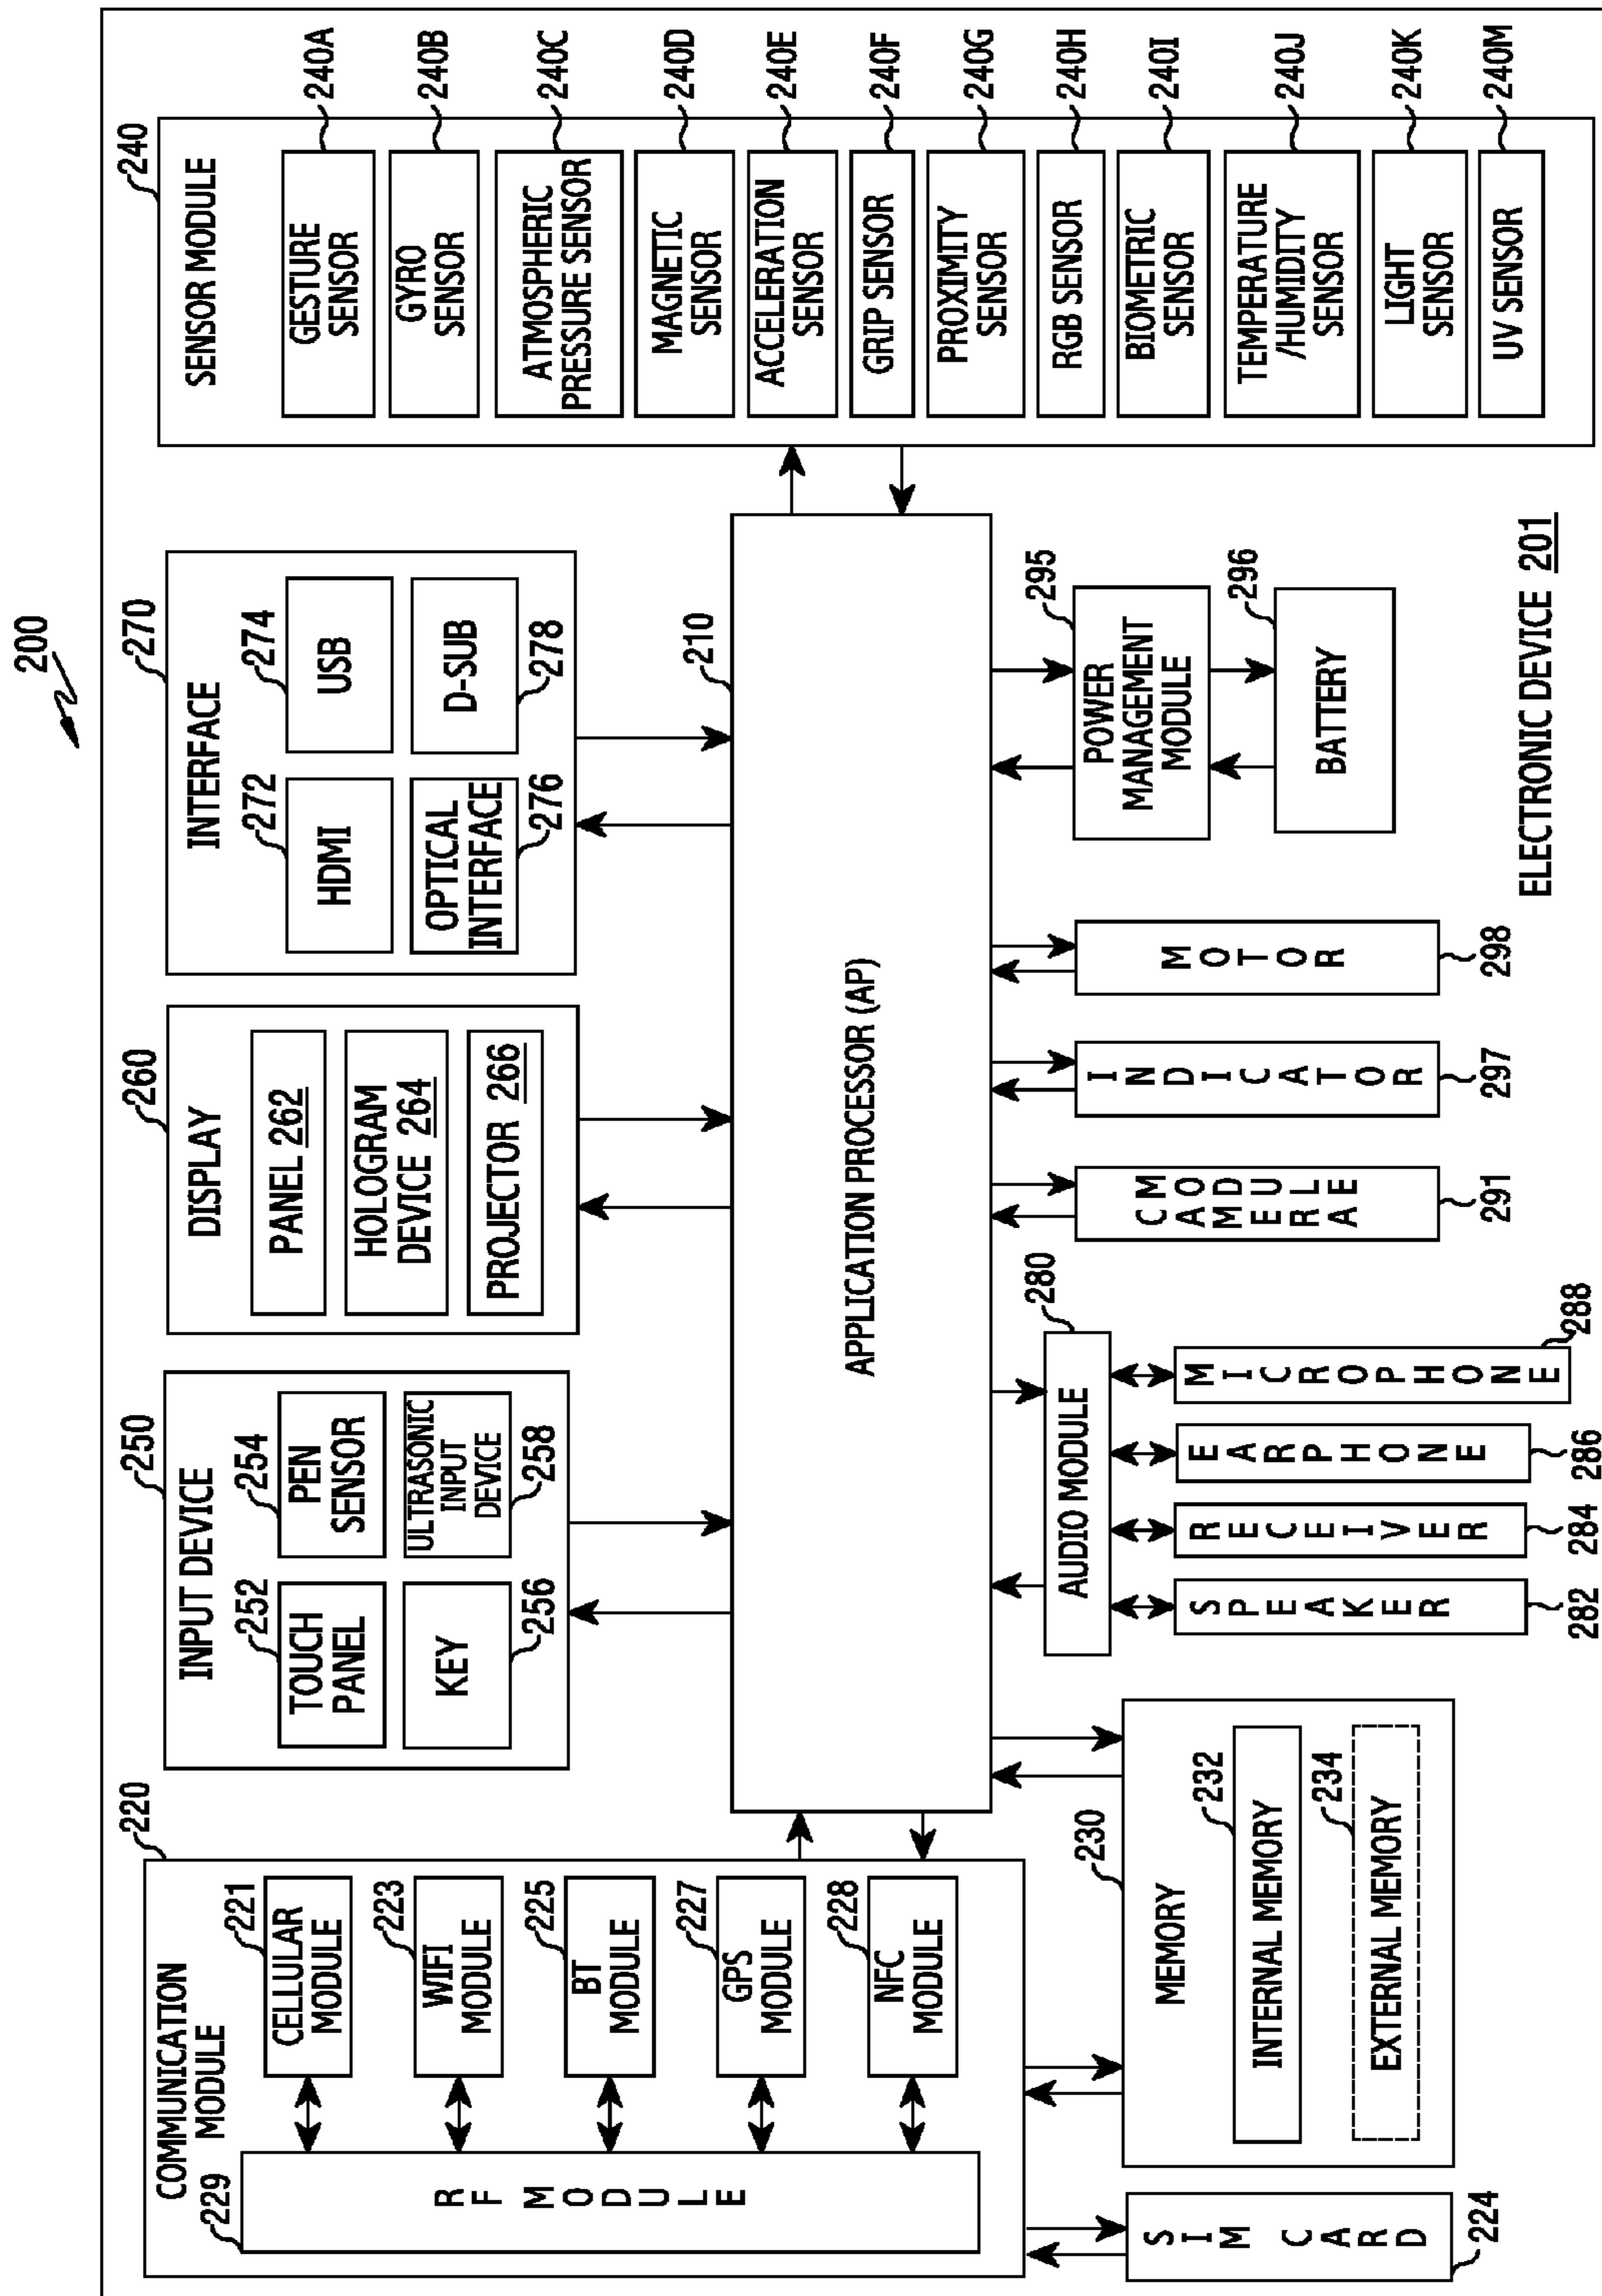 200
COMMUNICATION
MODULE
220
229
RF MODULE
221
CELLULAR
MODULE
223
WIFI
MODULE
225
BT
MODULE
227
GPS
MODULE
228
NFC
MODULE
INPUT DEVICE
250
252
TOUCH
PANEL
254
PEN
SENSOR
KEY
256
ULTRASONIC
INPUT
DEVICE
258
DISPLAY
260
PANEL 262
HOLOGRAM
DEVICE 264
PROJECTOR 266
INTERFACE
270
272
HDMI
274
USB
OPTICAL
INTERFACE
276
D-SUB
278
240
SENSOR MODULE
GESTURE
SENSOR
240A
GYRO
SENSOR
240B
ATMOSPHERIC
PRESSURE SENSOR
240C
MAGNETIC
SENSOR
240D
ACCELERATION
SENSOR
240E
GRIP SENSOR
240F
PROXIMITY
SENSOR
240G
RGB SENSOR
240H
BIOMETRIC
SENSOR
240I
TEMPERATURE
/HUMIDITY
SENSOR
240J
LIGHT
SENSOR
240K
UV SENSOR
240M
APPLICATION PROCESSOR (AP)
210
SIM CARD
224
230
MEMORY
232
INTERNAL MEMORY
234
EXTERNAL MEMORY
280
AUDIO MODULE
SPEAKER
282
RECEIVER
284
EARPHONE
286
MICROPHONE
288
CAMERA
MODULE
291
INDICATOR
297
MOTOR
298
295
POWER
MANAGEMENT
MODULE
296
BATTERY
ELECTRONIC DEVICE 201